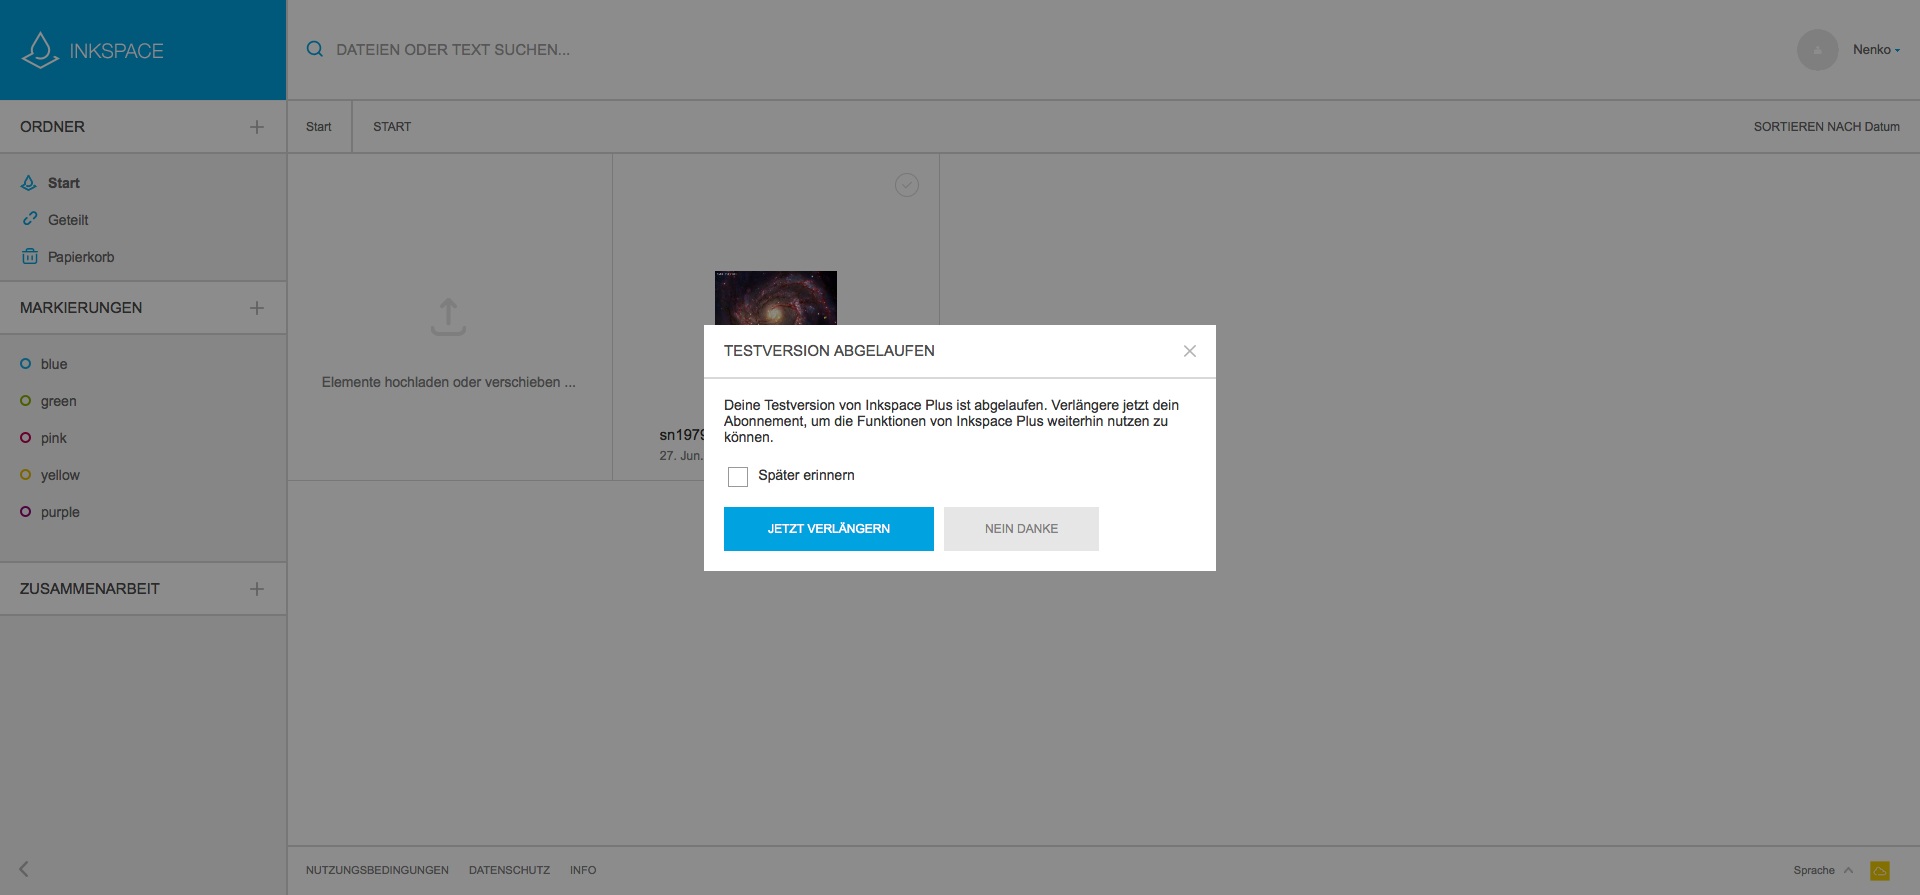 INKSPACE
DATEIEN ODER TEXT SUCHEN...
Nenko
ORDNER
Start
START
SORTIEREN NACH Datum
Start
Geteilt
Papierkorb
MARKIERUNGEN
blue
green
pink
yellow
purple
ZUSAMMENARBEIT
Elemente hochladen oder verschieben ...
sn1979
27. Jun.
TESTVERSION ABGELAUFEN
Deine Testversion von Inkspace Plus ist abgelaufen. Verlängere jetzt dein
Abonnement, um die Funktionen von Inkspace Plus weiterhin nutzen zu
können.
Später erinnern
JETZT VERLÄNGERN
NEIN DANKE
NUTZUNGSBEDINGUNGEN
DATENSCHUTZ
INFO
Sprache